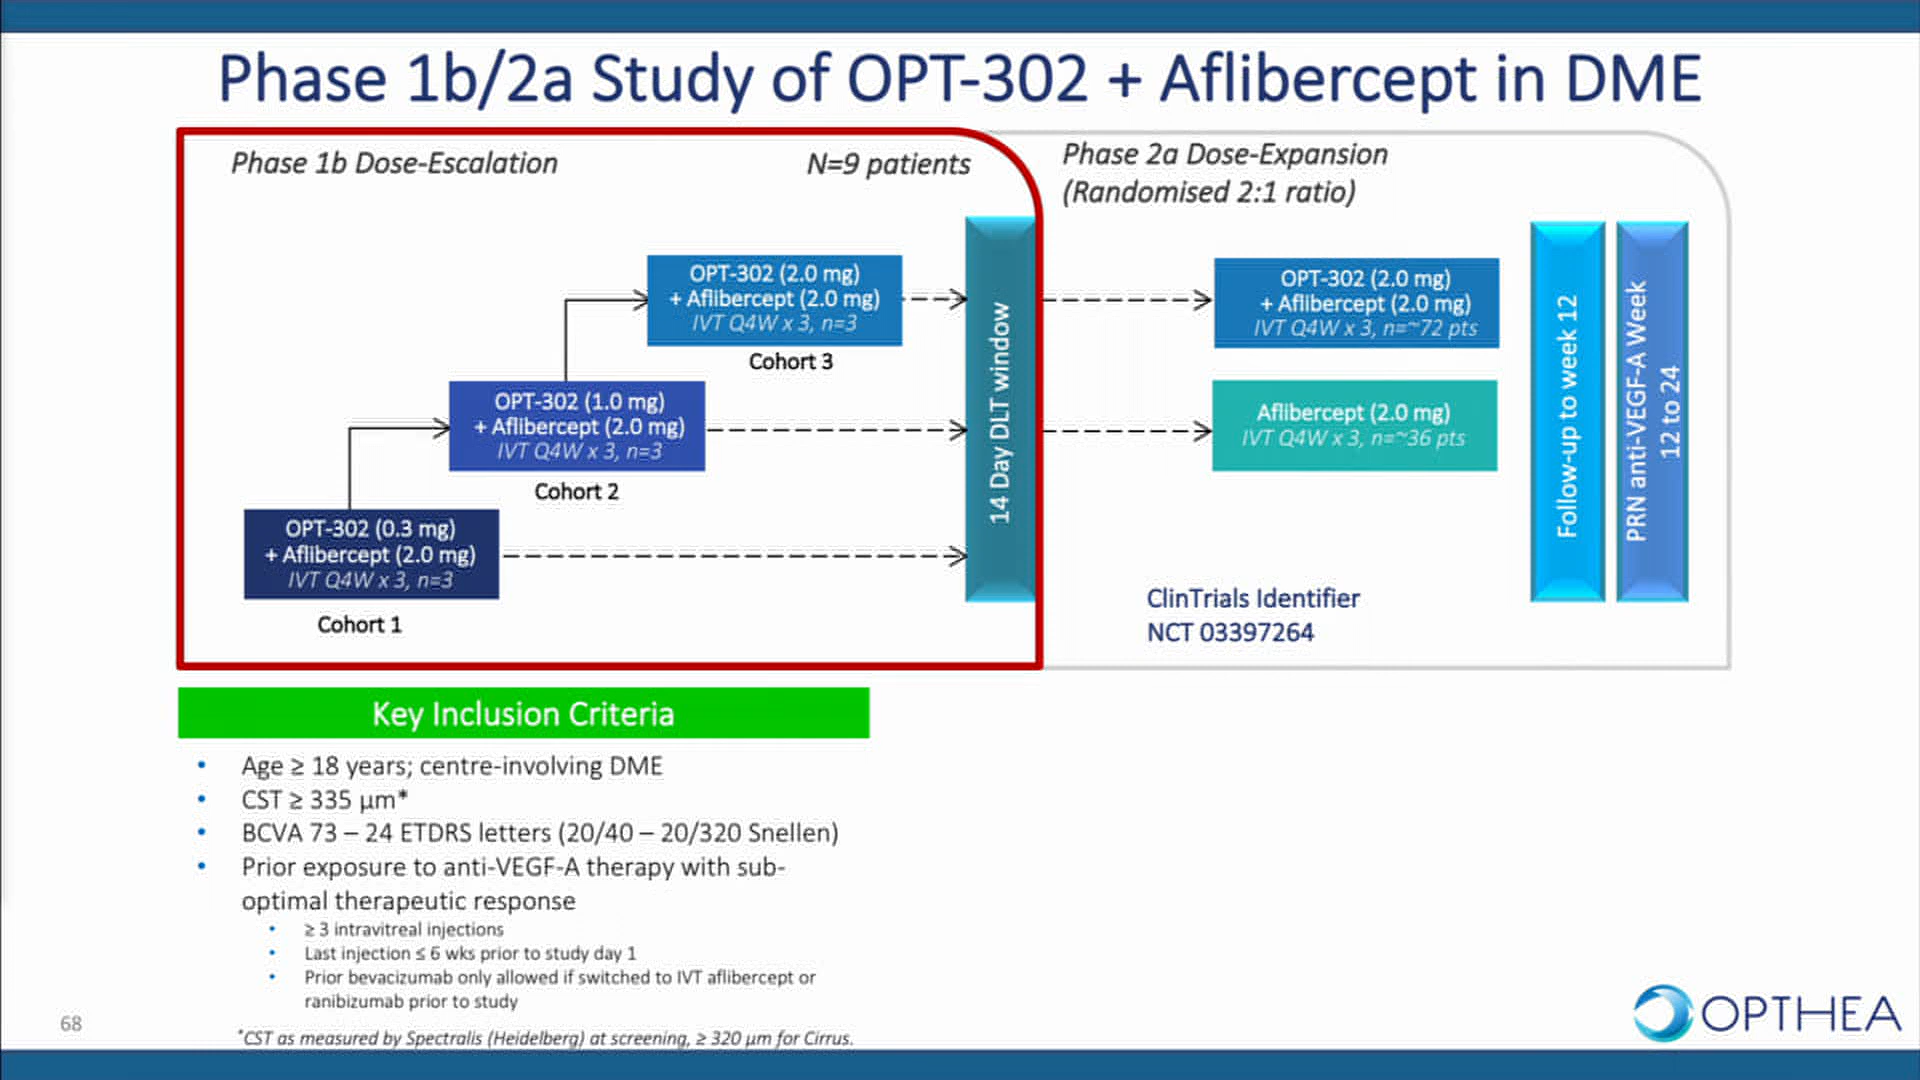 Phase 1b/2a Study of OPT-302 + Aflibercept in DME
Phase 1b Dose-Escalation
N=9 patients
Phase 2a Dose-Expansion
(Randomised 2:1 ratio)
OPT-302 (2.0 mg)
+ Aflibercept (2.0 mg)
IVT Q4W x 3, n=3
Cohort 3
OPT-302 (1.0 mg)
+ Aflibercept (2.0 mg)
IVT Q4W x 3, n=3
Cohort 2
OPT-302 (0.3 mg)
+ Aflibercept (2.0 mg)
IVT Q4W x 3, n=3
Cohort 1
14 Day DLT window
OPT-302 (2.0 mg)
+ Aflibercept (2.0 mg)
IVT Q4W x 3, n=~72 pts
Aflibercept (2.0 mg)
IVT Q4W x 3, n=~36 pts
Follow-up to week 12
PRN anti-VEGF-A Week
12 to 24
ClinTrials Identifier
NCT 03397264
Key Inclusion Criteria
• Age ≥ 18 years; centre-involving DME
• CST ≥ 335 µm*
• BCVA 73 – 24 ETDRS letters (20/40 – 20/320 Snellen)
• Prior exposure to anti-VEGF-A therapy with sub-
optimal therapeutic response
• ≥ 3 intravitreal injections
• Last injection ≤ 6 wks prior to study day 1
• Prior bevacizumab only allowed if switched to IVT aflibercept or
ranibizumab prior to study
*CST as measured by Spectralis (Heidelberg) at screening, ≥ 320 µm for Cirrus.
68
OPTHEA